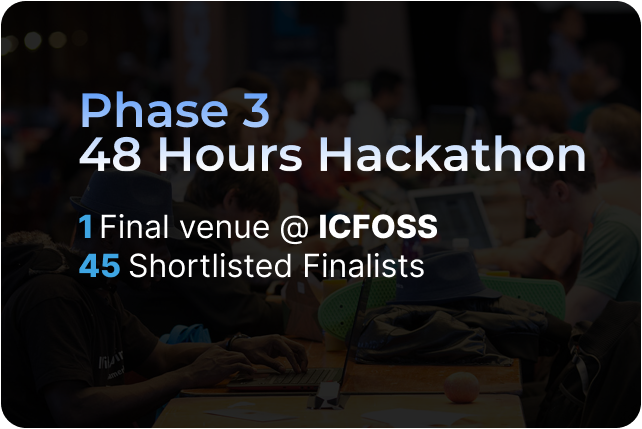 Phase 3
48 Hours Hackathon
1 Final venue @ ICFOSS
45 Shortlisted Finalists